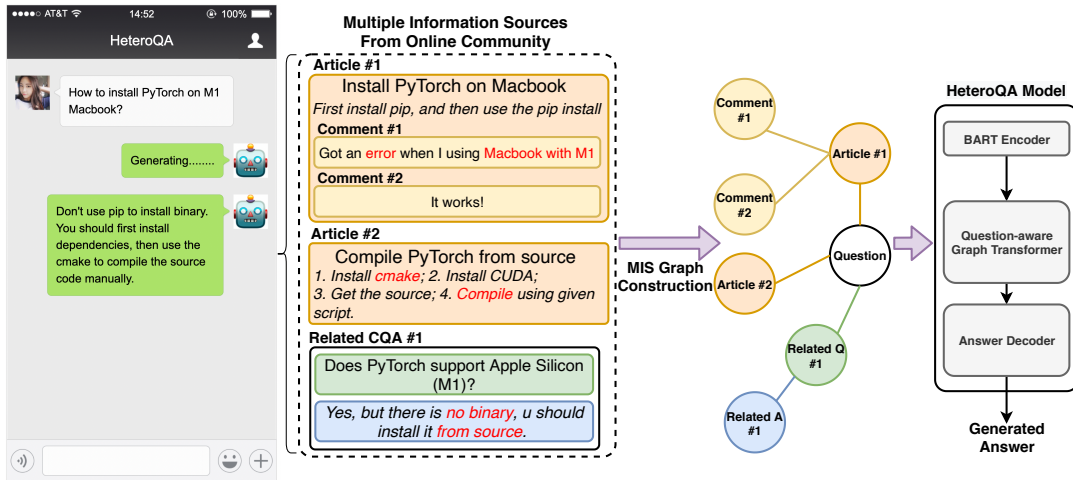 AT&T 14:52 100%
HeteroQA
How to install PyTorch on M1
Macbook?
Generating........
Don't use pip to install binary.
You should first install
dependencies, then use the
cmake to compile the source
code manually.
Multiple Information Sources
From Online Community
Article #1
Install PyTorch on Macbook
First install pip, and then use the pip install
Comment #1
Got an error when I using Macbook with M1
Comment #2
It works!
Article #2
Compile PyTorch from source
1. Install cmake; 2. Install CUDA;
3. Get the source; 4. Compile using given
script.
Related CQA #1
Does PyTorch support Apple Silicon
(M1)?
Yes, but there is no binary, u should
install it from source.
MIS Graph
Construction
Comment
#1
Article #1
Comment
#2
Question
Article #2
Related Q
#1
Related A
#1
HeteroQA Model
BART Encoder
Question-aware
Graph Transformer
Answer Decoder
Generated
Answer